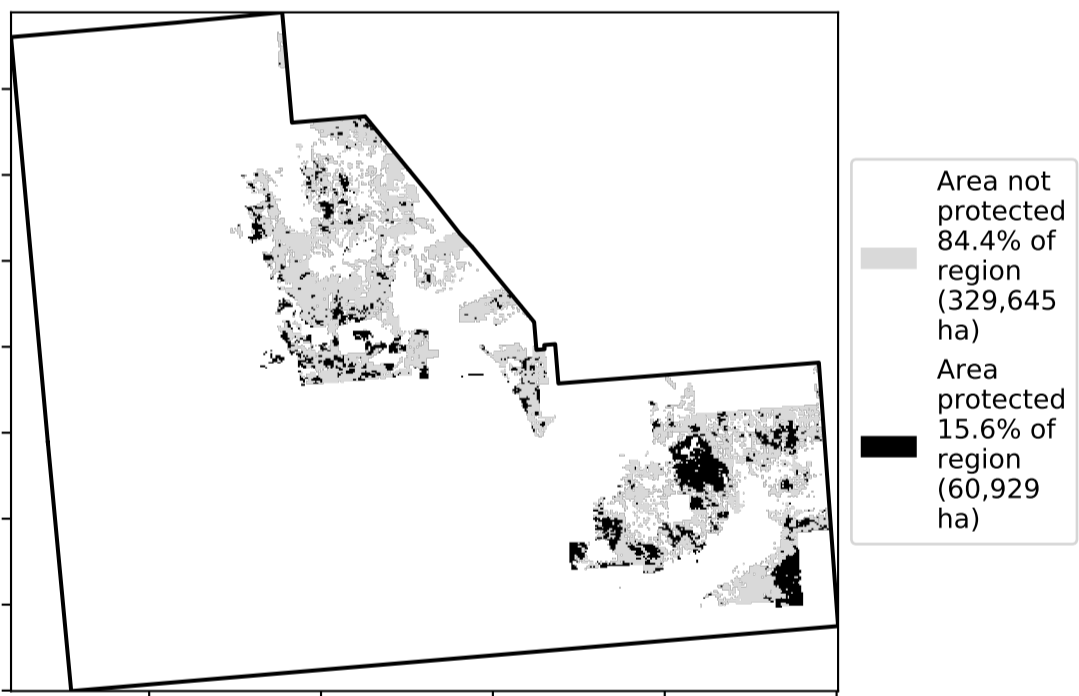 Area not
protected
84.4% of
region
(329,645
ha)
Area
protected
15.6% of
region
(60,929
ha)